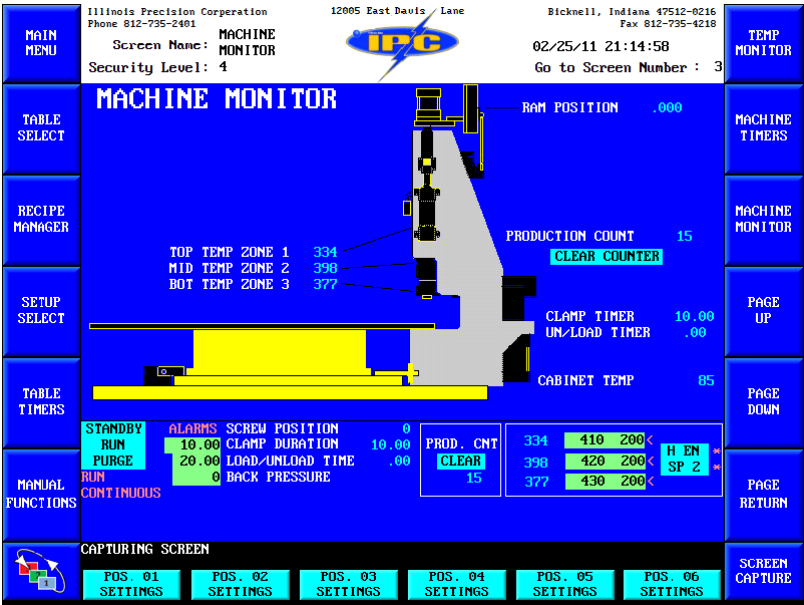 Illinois Precision Corperation
12005 East Davis / Lane
Bicknell, Indiana 47512-0216
Phone 812-735-2401
Fax 812-735-4218
Screen Name: MACHINE MONITOR
IPC
02/25/11 21:14:58
Security Level: 4
Go to Screen Number : 3
MAIN MENU
TABLE SELECT
RECIPE MANAGER
SETUP SELECT
TABLE TIMERS
MANUAL FUNCTIONS
MACHINE MONITOR
RAM POSITION .000
PRODUCTION COUNT 15
CLEAR COUNTER
TOP TEMP ZONE 1 334
MID TEMP ZONE 2 398
BOT TEMP ZONE 3 377
CLAMP TIMER 10.00
UN/LOAD TIMER .00
CABINET TEMP 85
STANDBY ALARMS SCREW POSITION 0
RUN 10.00 CLAMP DURATION 10.00
PURGE 20.00 LOAD/UNLOAD TIME .00
RUN 0 BACK PRESSURE
CONTINUOUS
PROD. CNT
CLEAR
15
334 410 200<
398 420 200<
377 430 200<
H EN *
SP 2 *
CAPTURING SCREEN
POS. 01 SETTINGS
POS. 02 SETTINGS
POS. 03 SETTINGS
POS. 04 SETTINGS
POS. 05 SETTINGS
POS. 06 SETTINGS
TEMP MONITOR
MACHINE TIMERS
MACHINE MONITOR
PAGE UP
PAGE DOWN
PAGE RETURN
SCREEN CAPTURE